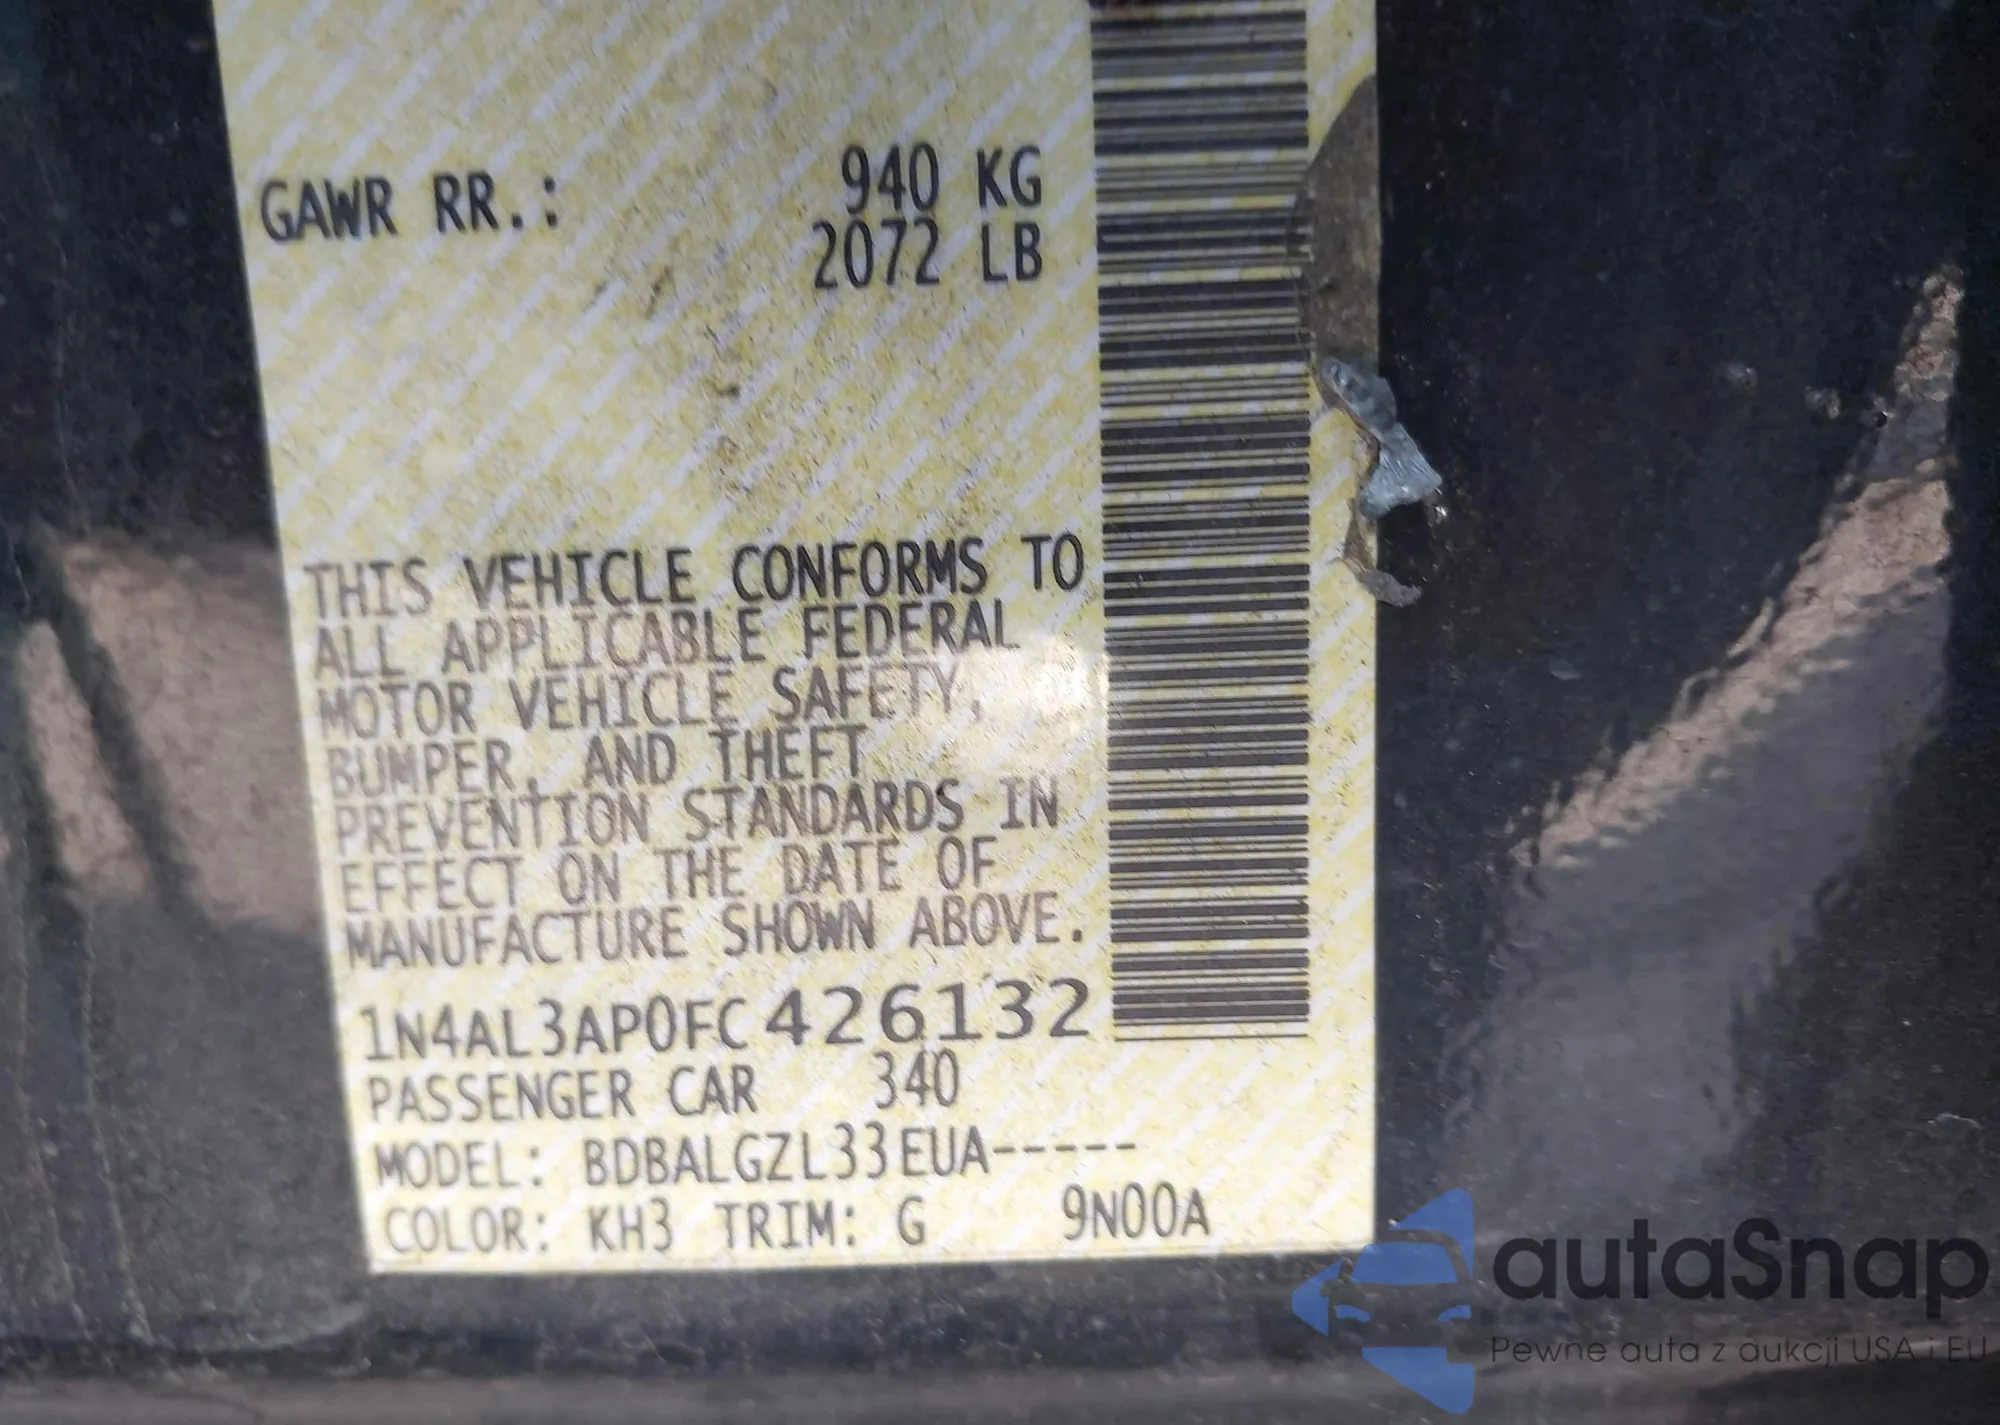 GAWR RR.: 940 KG
2072 LB
THIS VEHICLE CONFORMS TO
ALL APPLICABLE FEDERAL
MOTOR VEHICLE SAFETY,
BUMPER, AND THEFT
PREVENTION STANDARDS IN
EFFECT ON THE DATE OF
MANUFACTURE SHOWN ABOVE.
1N4AL3AP0FC426132
PASSENGER CAR 340
MODEL: BDBALGZL33EUA-----
COLOR: KH3 TRIM: G 9N00A
autaSnap
Pewne auta z aukcji USA i EU